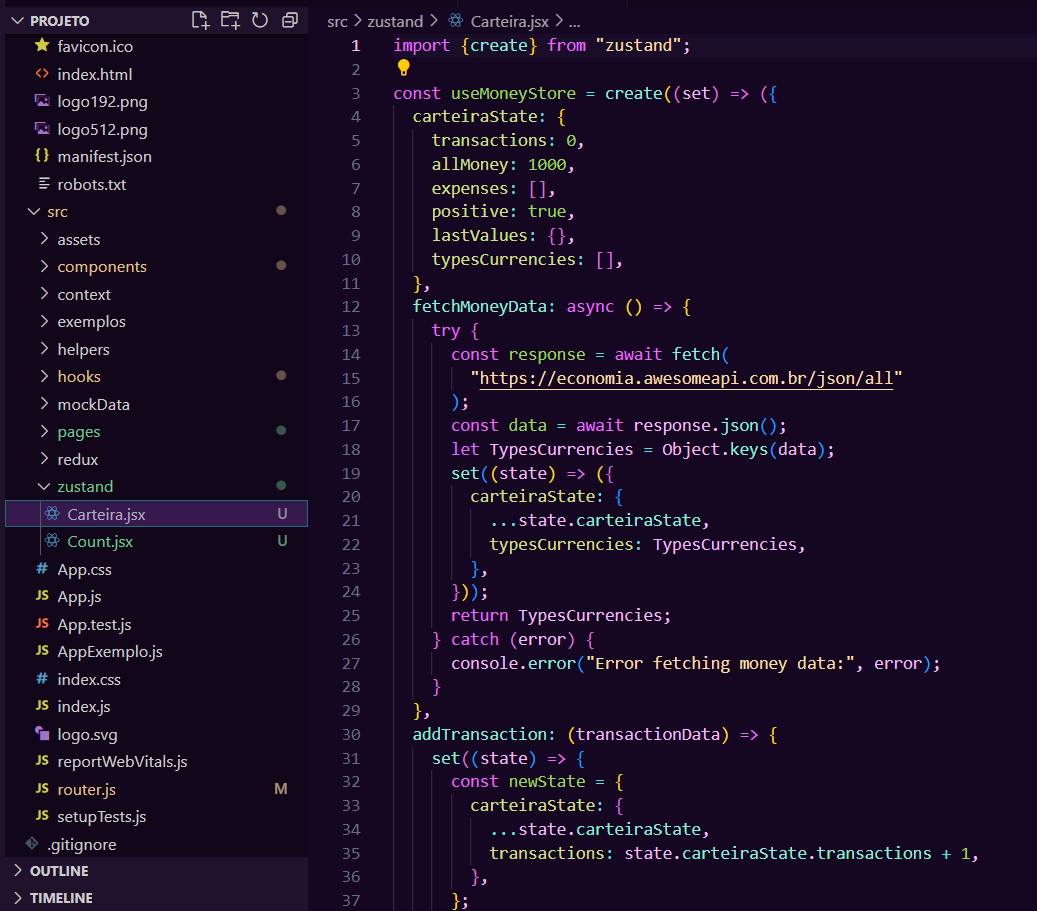 PROJETO
favicon.ico
index.html
logo192.png
logo512.png
manifest.json
robots.txt
src
assets
components
context
exemplos
helpers
hooks
mockData
pages
redux
zustand
Carteira.jsx U
Count.jsx U
App.css
App.js
App.test.js
AppExemplo.js
index.css
index.js
logo.svg
reportWebVitals.js
router.js M
setupTests.js
.gitignore
OUTLINE
TIMELINE
src > zustand > Carteira.jsx > ...
1 import {create} from "zustand";
2
3 const useMoneyStore = create((set) => ({
4   carteiraState: {
5     transactions: 0,
6     allMoney: 1000,
7     expenses: [],
8     positive: true,
9     lastValues: {},
10     typesCurrencies: [],
11   },
12   fetchMoneyData: async () => {
13     try {
14       const response = await fetch(
15         "https://economia.awesomeapi.com.br/json/all"
16       );
17       const data = await response.json();
18       let TypesCurrencies = Object.keys(data);
19       set((state) => ({
20         carteiraState: {
21           ...state.carteiraState,
22           typesCurrencies: TypesCurrencies,
23         },
24       }));
25       return TypesCurrencies;
26     } catch (error) {
27       console.error("Error fetching money data:", error);
28     }
29   },
30   addTransaction: (transactionData) => {
31     set((state) => {
32       const newState = {
33         carteiraState: {
34           ...state.carteiraState,
35           transactions: state.carteiraState.transactions + 1,
36         },
37       };